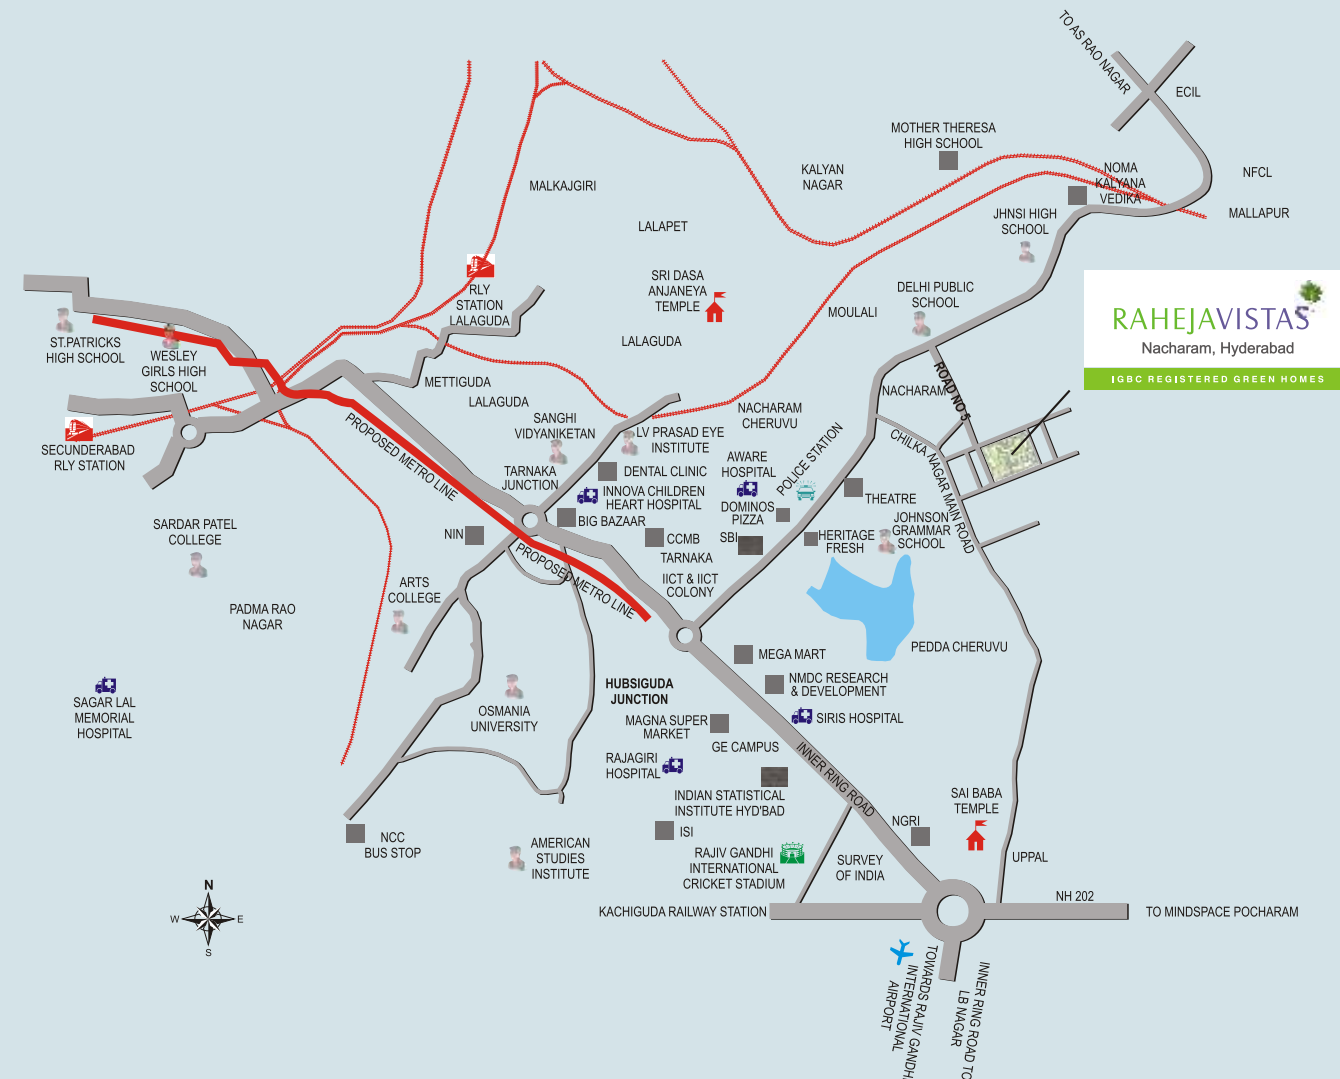 TO AS RAO NAGAR
ECIL
MOTHER THERESA
HIGH SCHOOL
KALYAN
NAGAR
NOMA
KALYANA
VEDIKA
NFCL
MALLAPUR
JHNSI HIGH
SCHOOL
MALKAJGIRI
LALAPET
SRI DASA
ANJANEYA
TEMPLE
DELHI PUBLIC
SCHOOL
MOULALI
RAHEJAVISTAS
Nacharam, Hyderabad
IGBC REGISTERED GREEN HOMES
RLY
STATION
LALAGUDA
LALAGUDA
ST.PATRICKS
HIGH SCHOOL
WESLEY
GIRLS HIGH
SCHOOL
METTIGUDA
LALAGUDA
NACHARAM
ROAD NO 5
SECUNDERABAD
RLY STATION
PROPOSED METRO LINE
SANGHI
VIDYANIKETAN
LV PRASAD EYE
INSTITUTE
NACHARAM
CHERUVU
POLICE STATION
CHILKA NAGAR MAIN ROAD
TARNAKA
JUNCTION
DENTAL CLINIC
AWARE
HOSPITAL
INNOVA CHILDREN
HEART HOSPITAL
DOMINOS
PIZZA
THEATRE
BIG BAZAAR
SARDAR PATEL
COLLEGE
NIN
CCMB
TARNAKA
SBI
HERITAGE
FRESH
JOHNSON
GRAMMAR
SCHOOL
PROPOSED METRO LINE
IICT & IICT
COLONY
ARTS
COLLEGE
PADMA RAO
NAGAR
PEDDA CHERUVU
MEGA MART
NMDC RESEARCH
& DEVELOPMENT
HUBSIGUDA
JUNCTION
SAGAR LAL
MEMORIAL
HOSPITAL
OSMANIA
UNIVERSITY
MAGNA SUPER
MARKET
SIRIS HOSPITAL
GE CAMPUS
INNER RING ROAD
RAJAGIRI
HOSPITAL
INDIAN STATISTICAL
INSTITUTE HYD'BAD
SAI BABA
TEMPLE
NGRI
ISI
NCC
BUS STOP
AMERICAN
STUDIES
INSTITUTE
RAJIV GANDHI
INTERNATIONAL
CRICKET STADIUM
SURVEY
OF INDIA
UPPAL
NH 202
KACHIGUDA RAILWAY STATION
TO MINDSPACE POCHARAM
N
W
E
S
TOWARDS RAJIV GANDHI
INTERNATIONAL
AIRPORT
INNER RING ROAD TO
LB NAGAR